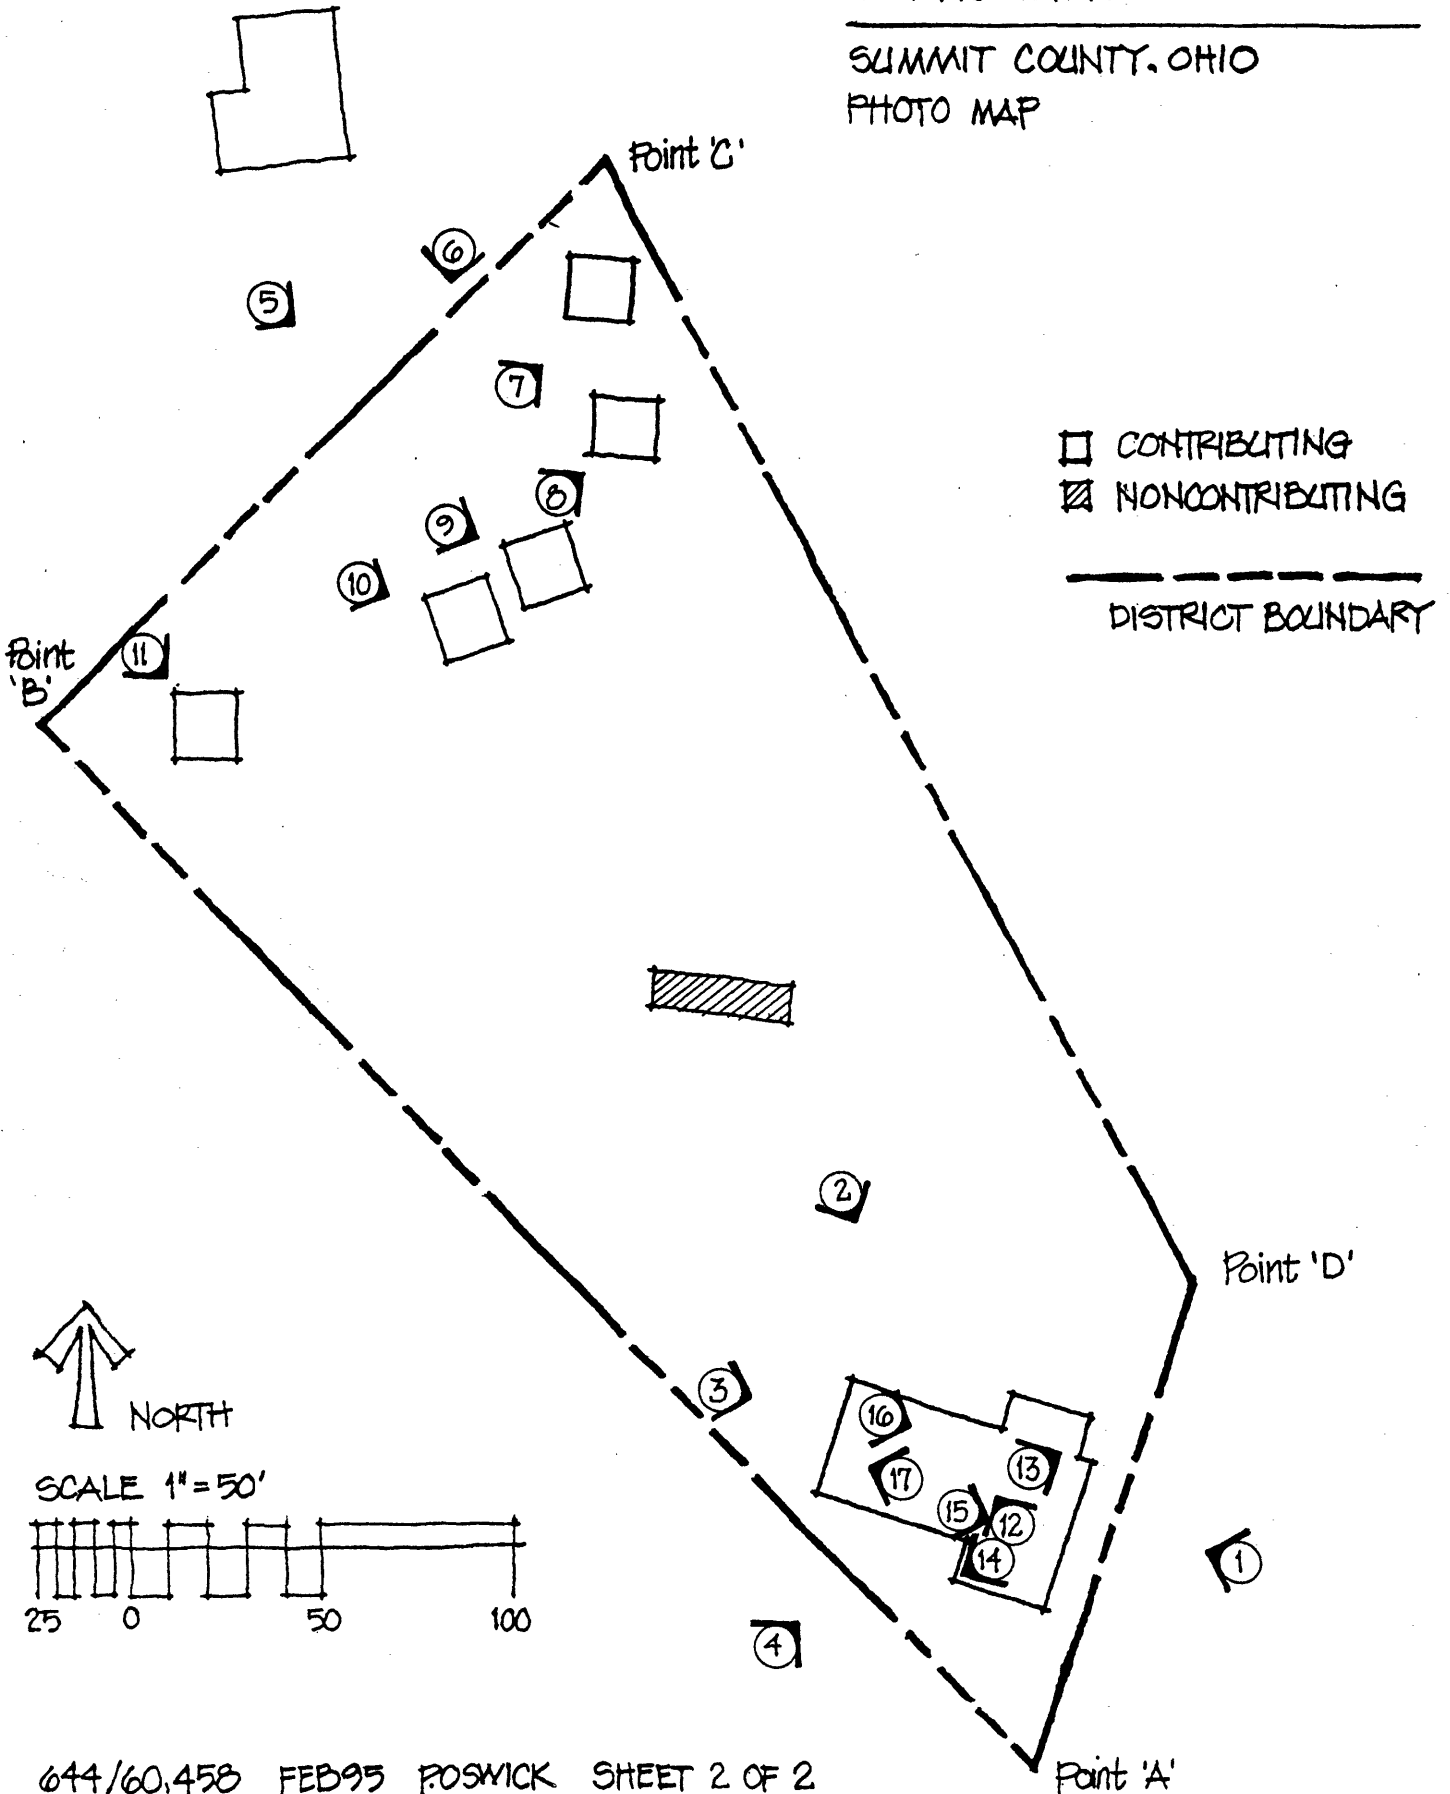 SUMMIT COUNTY. OHIO
PHOTO MAP
Point 'C'
6
5
7
CONTRIBUTING
NONCONTRIBUTING
8
9
10
DISTRICT BOUNDARY
Point
'B'
11
2
Point 'D'
3
NORTH
16
13
17
SCALE 1"=50'
15
12
14
1
25 0 50 100
4
644/60,458 FEB95 POSWICK SHEET 2 OF 2
Point 'A'